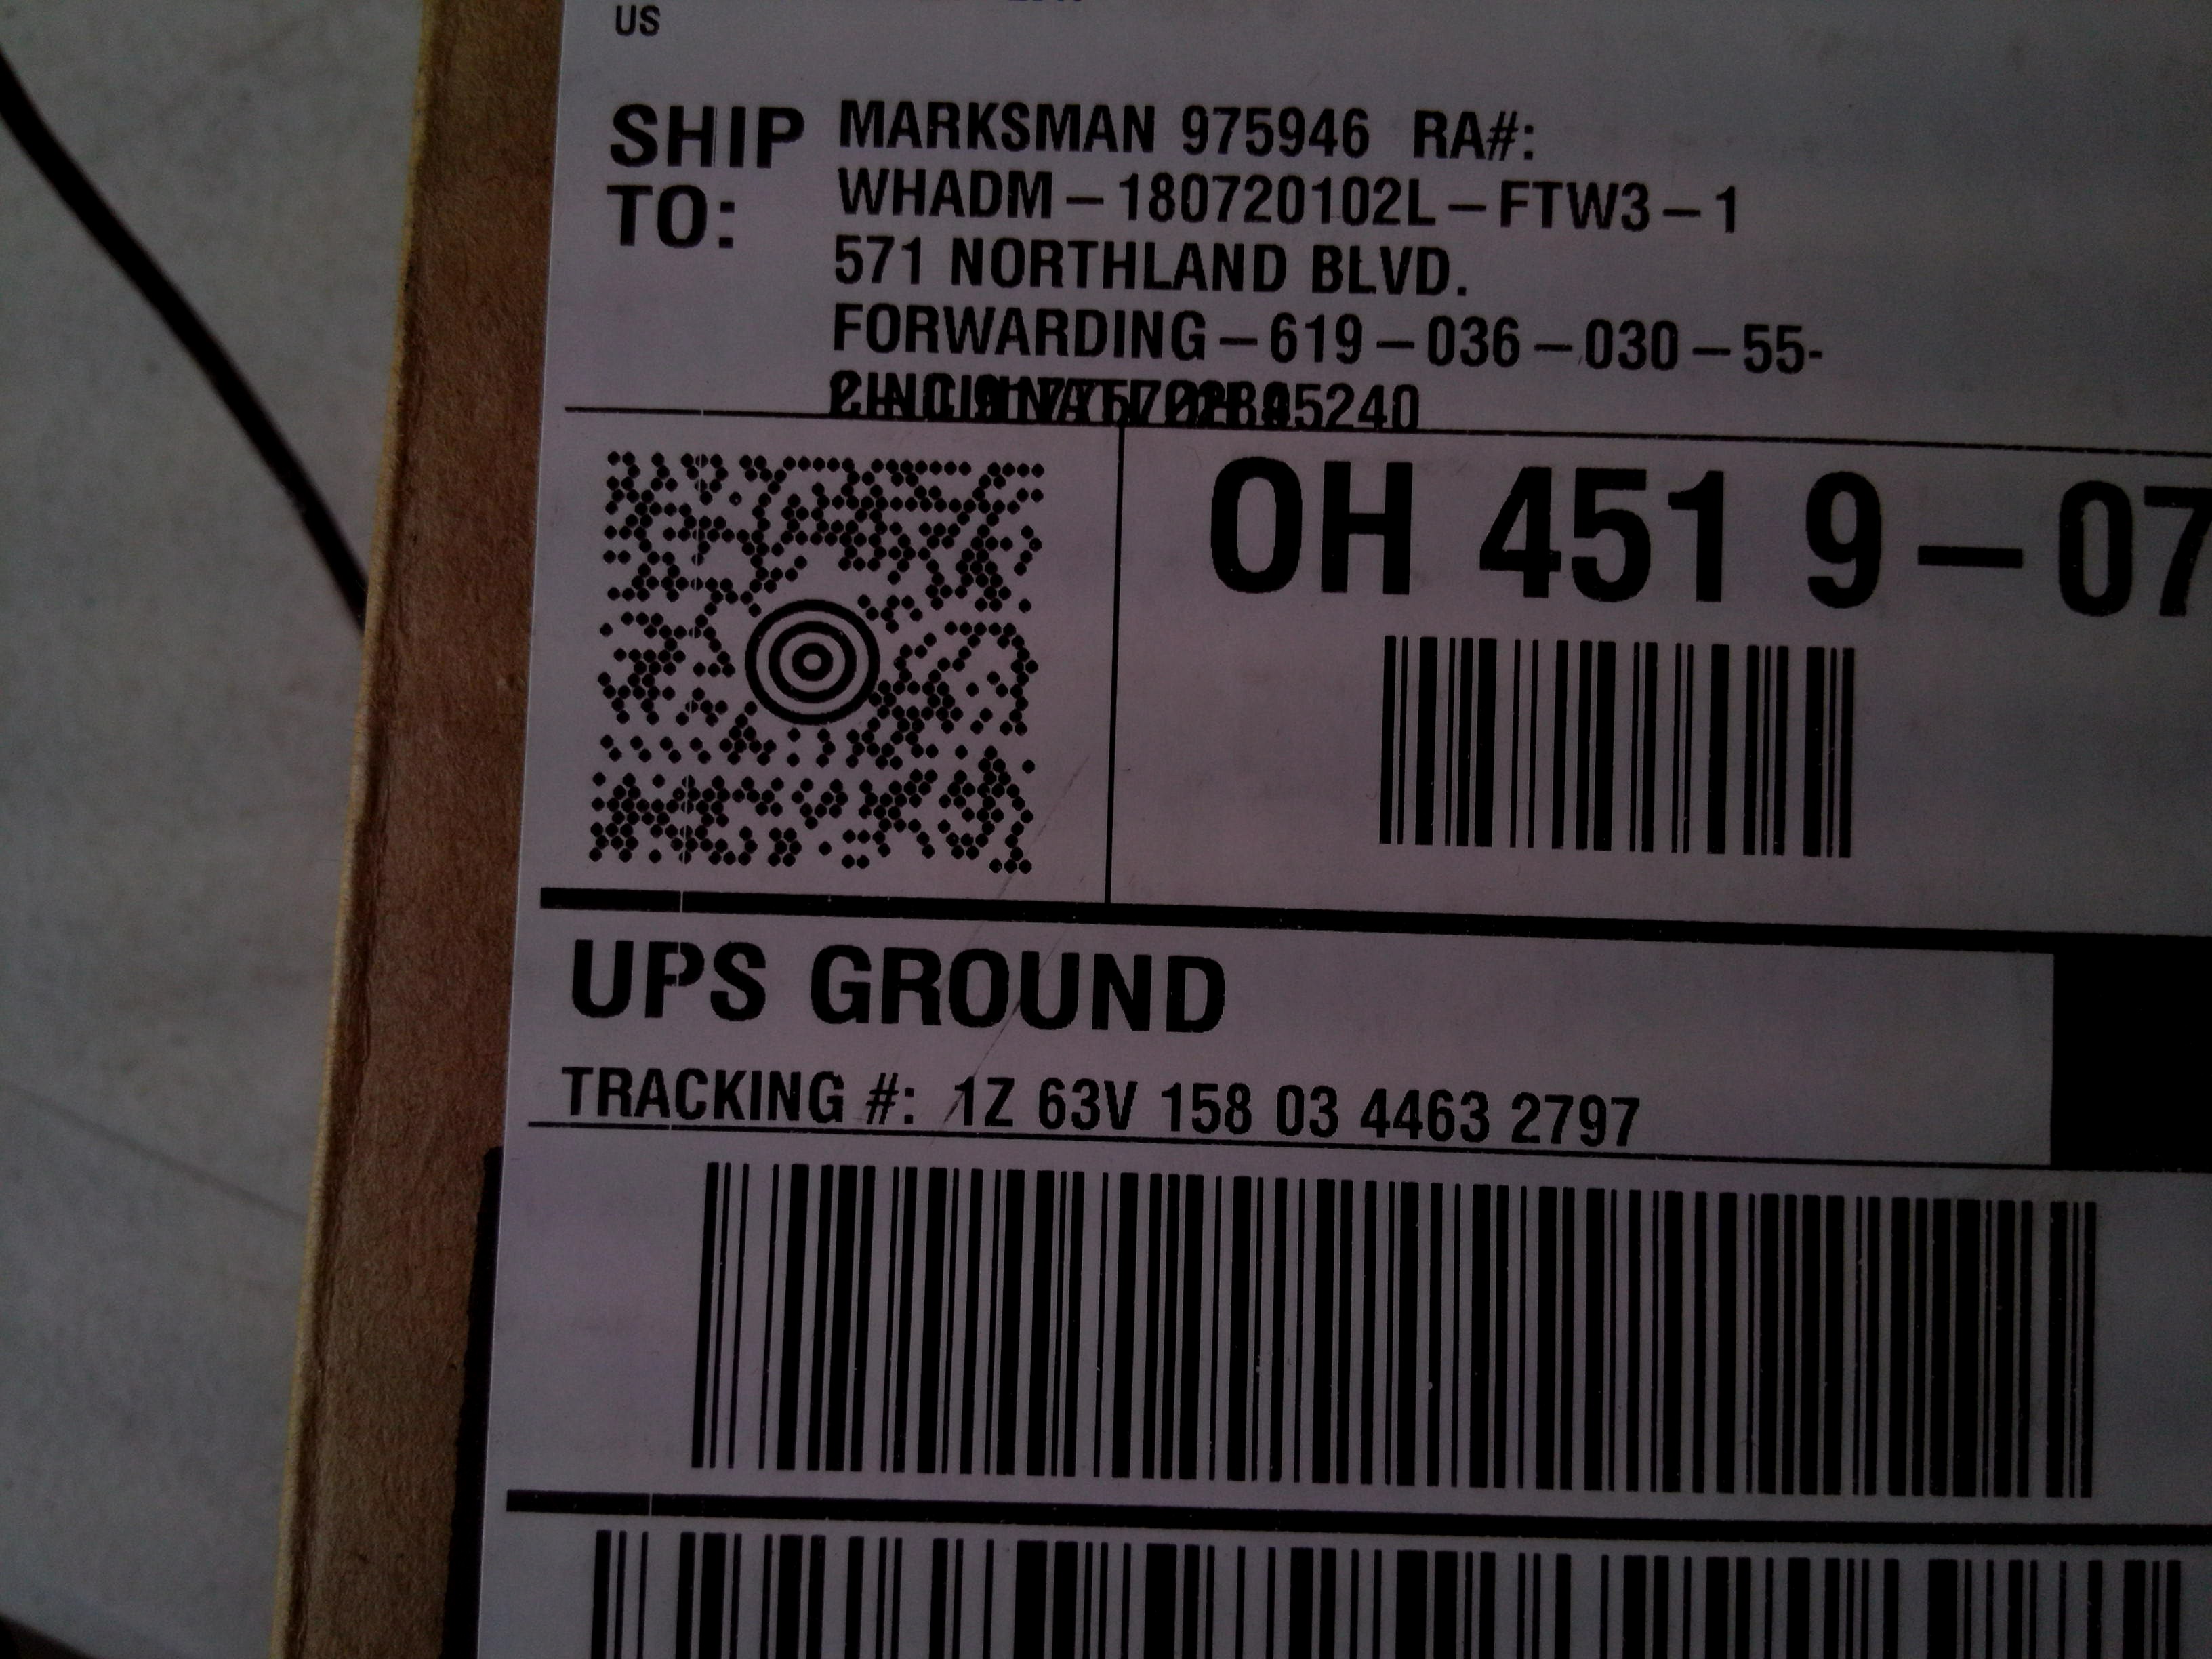 US
SHIP TO:
MARKSMAN 975946 RA#:
WHADM-180720102L-FTW3-1
571 NORTHLAND BLVD.
FORWARDING-619-036-030-55-
OH 451 9-07
UPS GROUND
TRACKING #: 1Z 63V 158 03 4463 2797